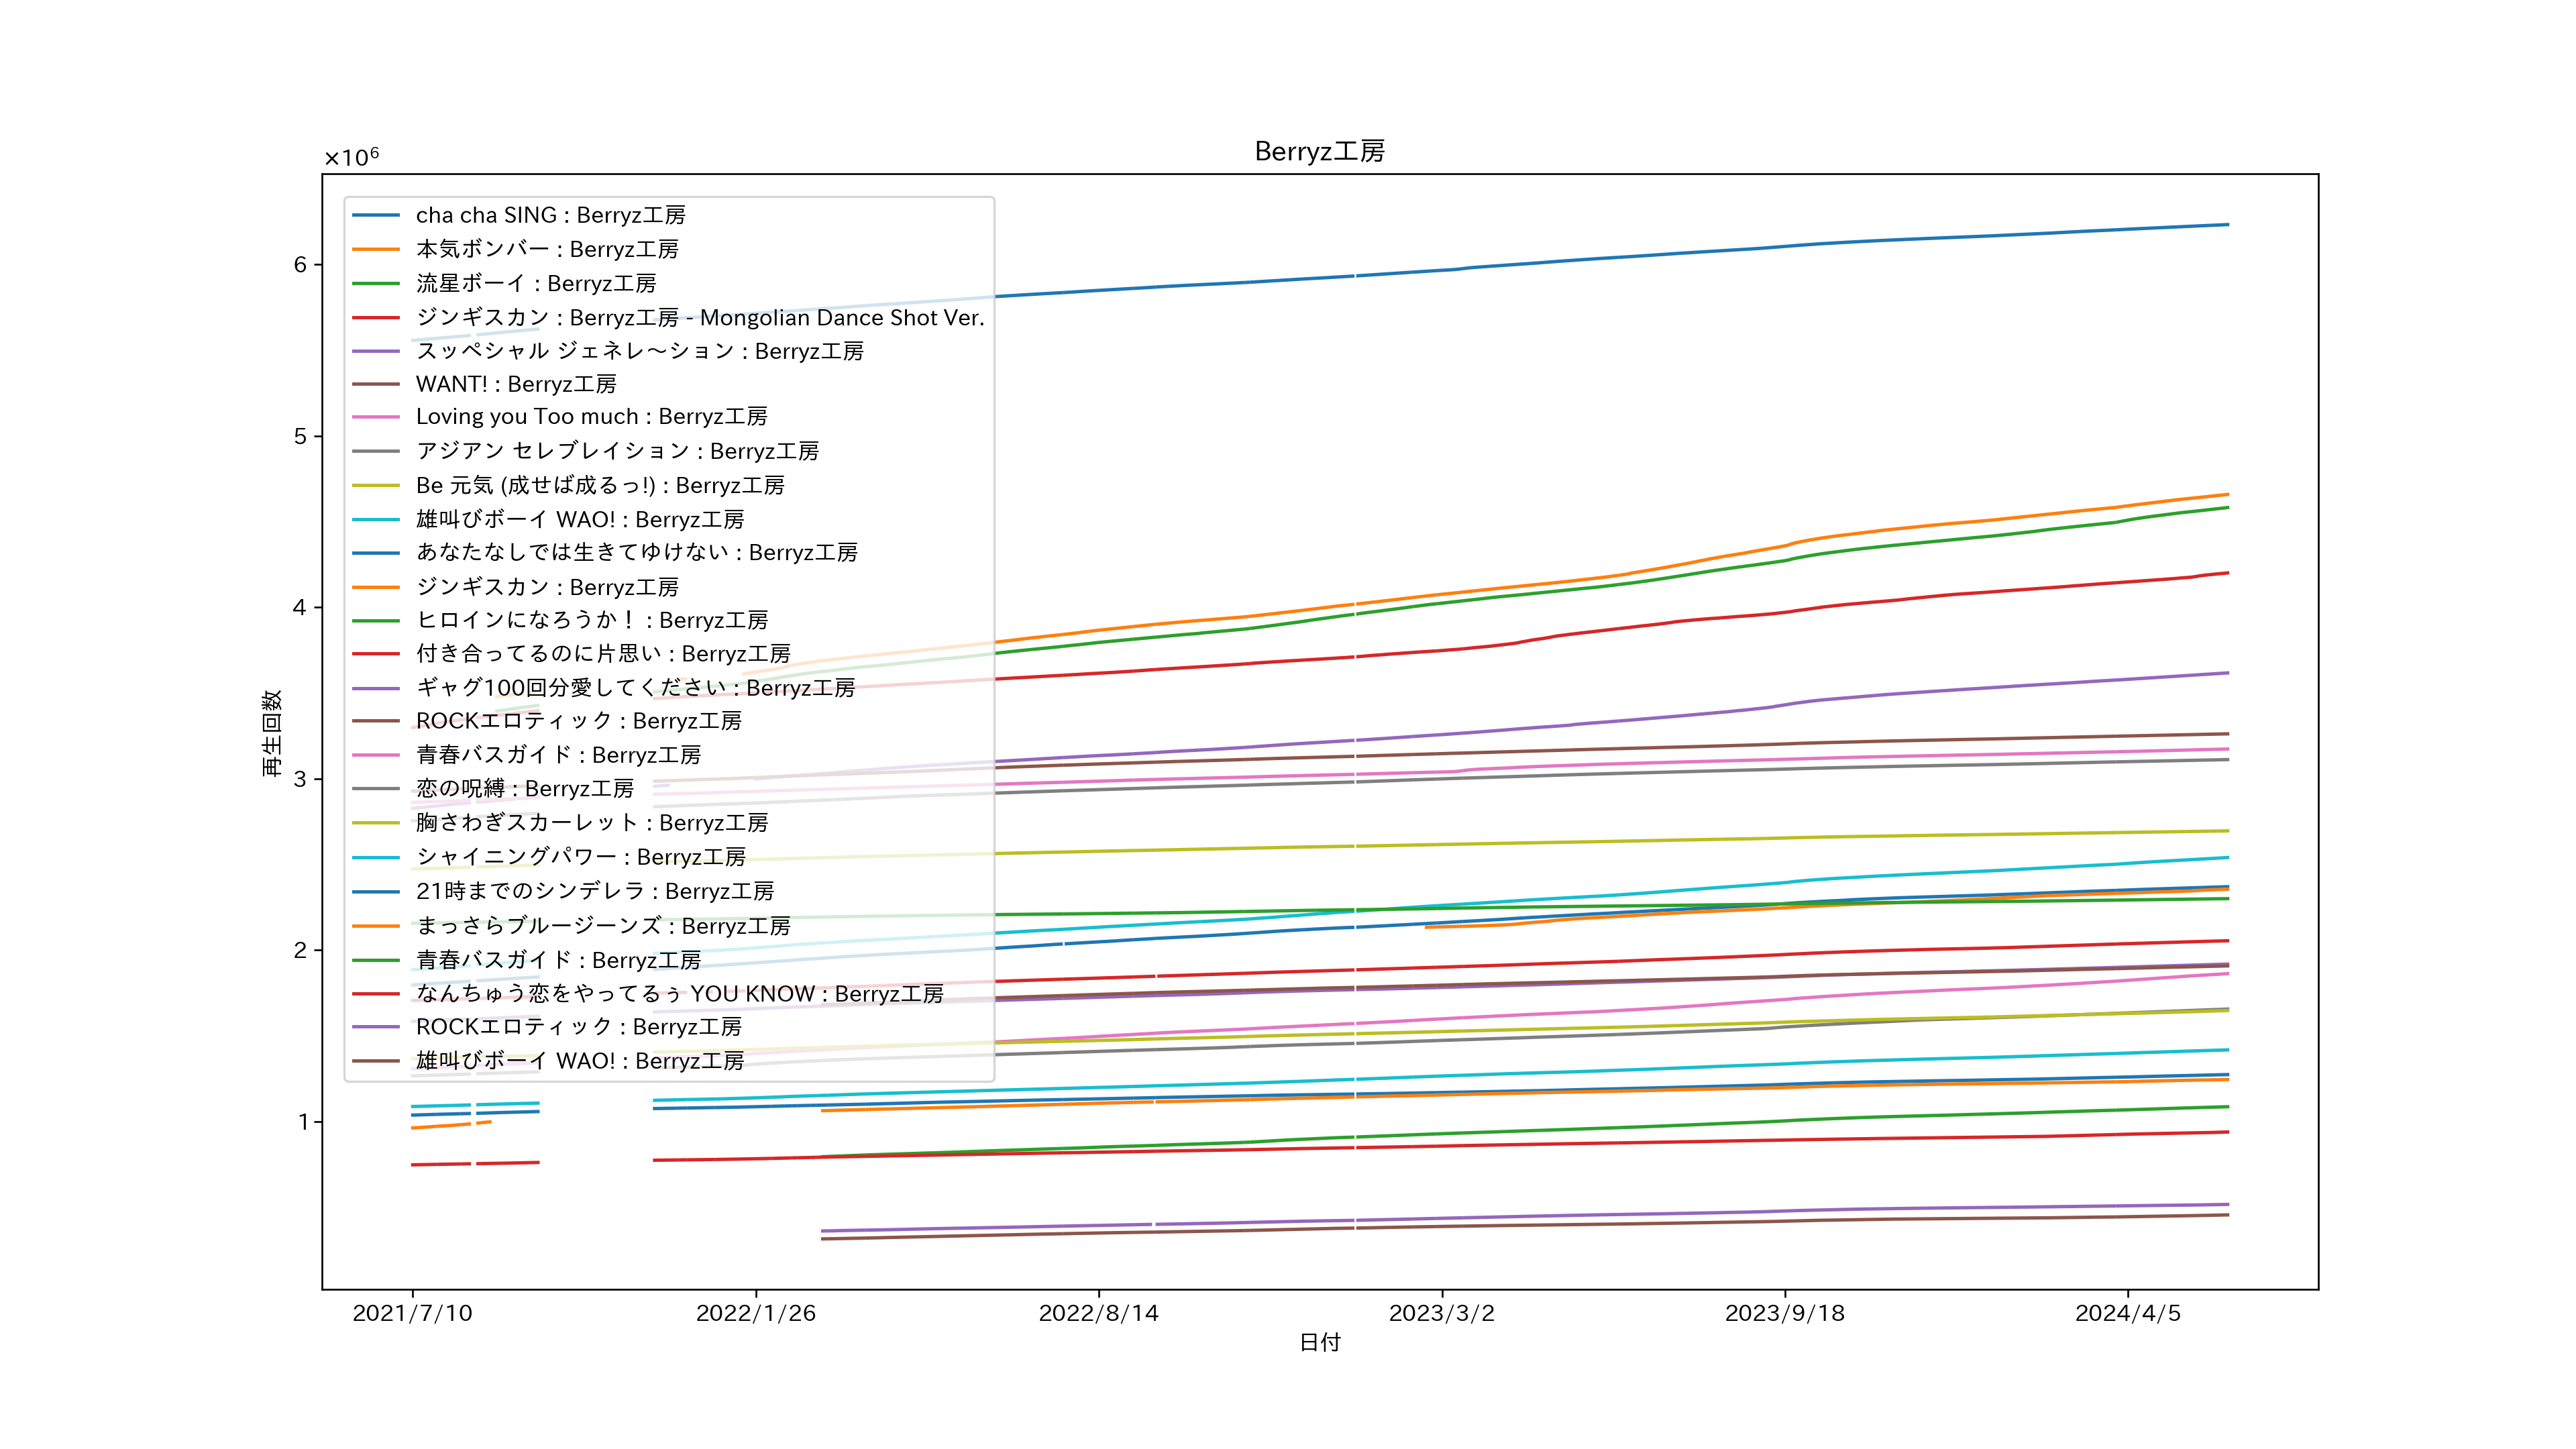 Berryz工房
×10⁶
cha cha SING : Berryz工房
本気ボンバー : Berryz工房
流星ボーイ : Berryz工房
ジンギスカン : Berryz工房 - Mongolian Dance Shot Ver.
スッペシャル ジェネレ～ション : Berryz工房
WANT! : Berryz工房
Loving you Too much : Berryz工房
アジアン セレブレイション : Berryz工房
Be 元気 (成せば成るっ!) : Berryz工房
雄叫びボーイ WAO! : Berryz工房
あなたなしでは生きてゆけない : Berryz工房
ジンギスカン : Berryz工房
ヒロインになろうか！ : Berryz工房
付き合ってるのに片思い : Berryz工房
ギャグ100回分愛してください : Berryz工房
ROCKエロティック : Berryz工房
青春バスガイド : Berryz工房
恋の呪縛 : Berryz工房
胸さわぎスカーレット : Berryz工房
シャイニングパワー : Berryz工房
21時までのシンデレラ : Berryz工房
まっさらブルージーンズ : Berryz工房
青春バスガイド : Berryz工房
なんちゅう恋をやってるぅ YOU KNOW : Berryz工房
ROCKエロティック : Berryz工房
雄叫びボーイ WAO! : Berryz工房
6
5
4
3
2
1
再生回数
2021/7/10 2022/1/26 2022/8/14 2023/3/2 2023/9/18 2024/4/5
日付